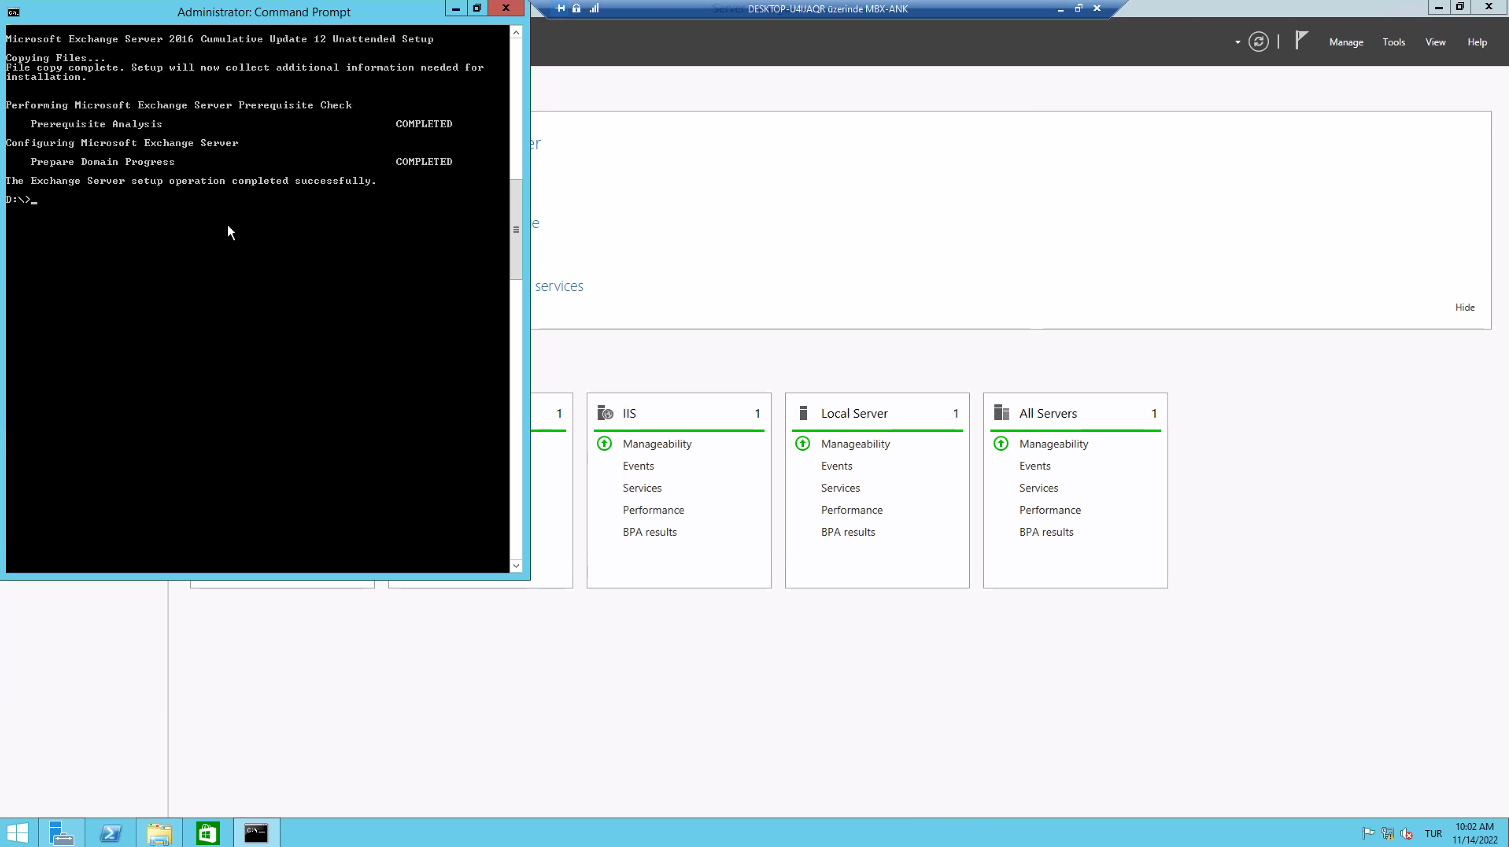 Administrator: Command Prompt
Microsoft Exchange Server 2016 Cumulative Update 12 Unattended Setup
Copying Files...
File copy complete. Setup will now collect additional information needed for
installation.
Performing Microsoft Exchange Server Prerequisite Check
Prerequisite Analysis COMPLETED
Configuring Microsoft Exchange Server
Prepare Domain Progress COMPLETED
The Exchange Server setup operation completed successfully.
D:\>_
DESKTOP-U4IJAQR üzerinde MBX-ANK
Manage Tools View Help
er
e
services
Hide
1
IIS 1
Manageability
Events
Services
Performance
BPA results
Local Server 1
Manageability
Events
Services
Performance
BPA results
All Servers 1
Manageability
Events
Services
Performance
BPA results
TUR
10:02 AM
11/14/2022